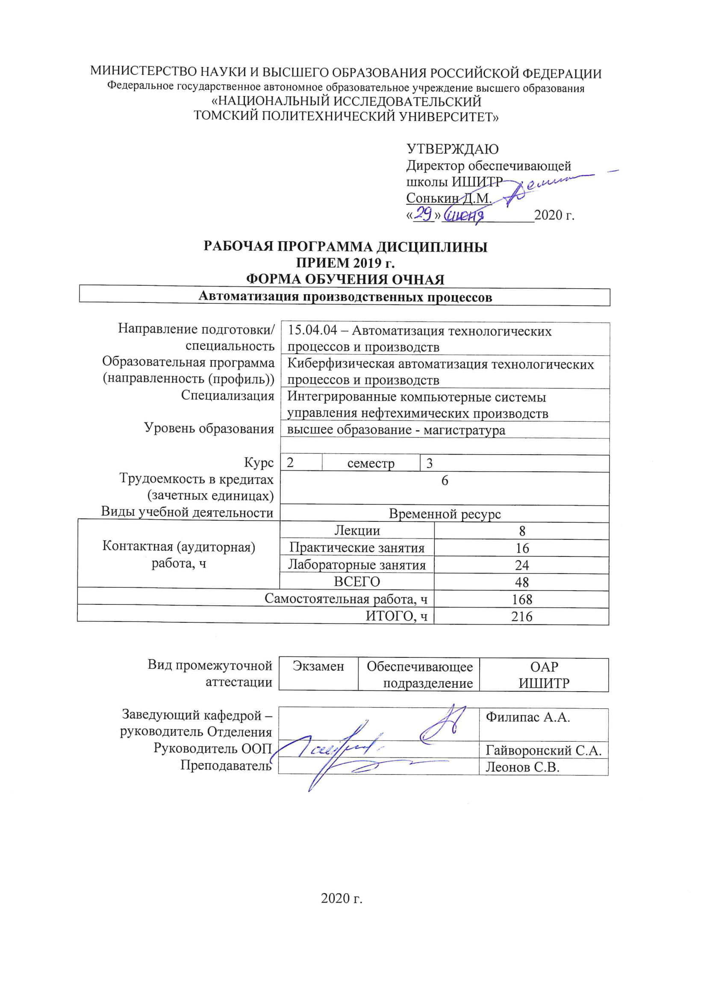 МИНИСТЕРСТВО НАУКИ И ВЫСШЕГО ОБРАЗОВАНИЯ РОССИЙСКОЙ ФЕДЕРАЦИИ
Федеральное государственное автономное образовательное учреждение высшего образования
«НАЦИОНАЛЬНЫЙ ИССЛЕДОВАТЕЛЬСКИЙ
ТОМСКИЙ ПОЛИТЕХНИЧЕСКИЙ УНИВЕРСИТЕТ»
УТВЕРЖДАЮ
Директор обеспечивающей
школы ИШИТР
Сонькин Д.М.
«29» июня 2020 г.
РАБОЧАЯ ПРОГРАММА ДИСЦИПЛИНЫ
ПРИЕМ 2019 г.
ФОРМА ОБУЧЕНИЯ ОЧНАЯ
Автоматизация производственных процессов
Направление подготовки/ 15.04.04 – Автоматизация технологических
специальность процессов и производств
Образовательная программа Киберфизическая автоматизация технологических
(направленность (профиль)) процессов и производств
Специализация Интегрированные компьютерные системы
управления нефтехимических производств
Уровень образования высшее образование - магистратура
Курс 2 семестр 3
Трудоемкость в кредитах 6
(зачетных единицах)
Виды учебной деятельности Временной ресурс
Лекции 8
Контактная (аудиторная) Практические занятия 16
работа, ч Лабораторные занятия 24
ВСЕГО 48
Самостоятельная работа, ч 168
ИТОГО, ч 216
Вид промежуточной Экзамен Обеспечивающее ОАР
аттестации подразделение ИШИТР
Заведующий кафедрой – Филипас А.А.
руководитель Отделения
Руководитель ООП Гайворонский С.А.
Преподаватель Леонов С.В.
2020 г.